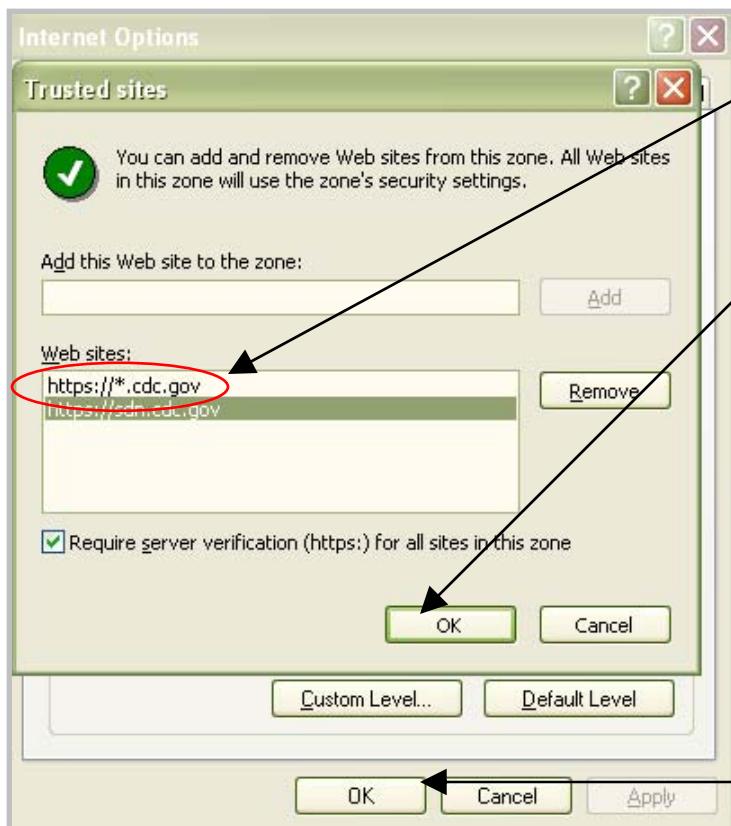 Internet Options
Trusted sites
You can add and remove Web sites from this zone. All Web sites
in this zone will use the zone's security settings.
Add this Web site to the zone:
Add
Web sites:
https://*.cdc.gov
Remove
https://sdn.cdc.gov
Require server verification (https:) for all sites in this zone
OK Cancel
Custom Level... Default Level
OK Cancel Apply